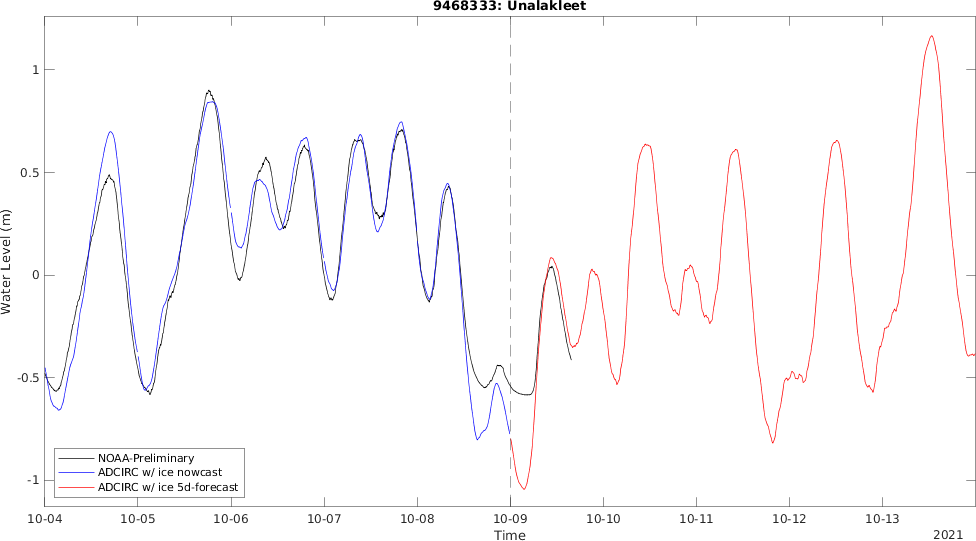 9468333: Unalakleet
Water Level (m)
1
0.5
0
-0.5
-1
NOAA-Preliminary
ADCIRC w/ ice nowcast
ADCIRC w/ ice 5d-forecast
10-04 10-05 10-06 10-07 10-08 10-09 10-10 10-11 10-12 10-13
Time
2021